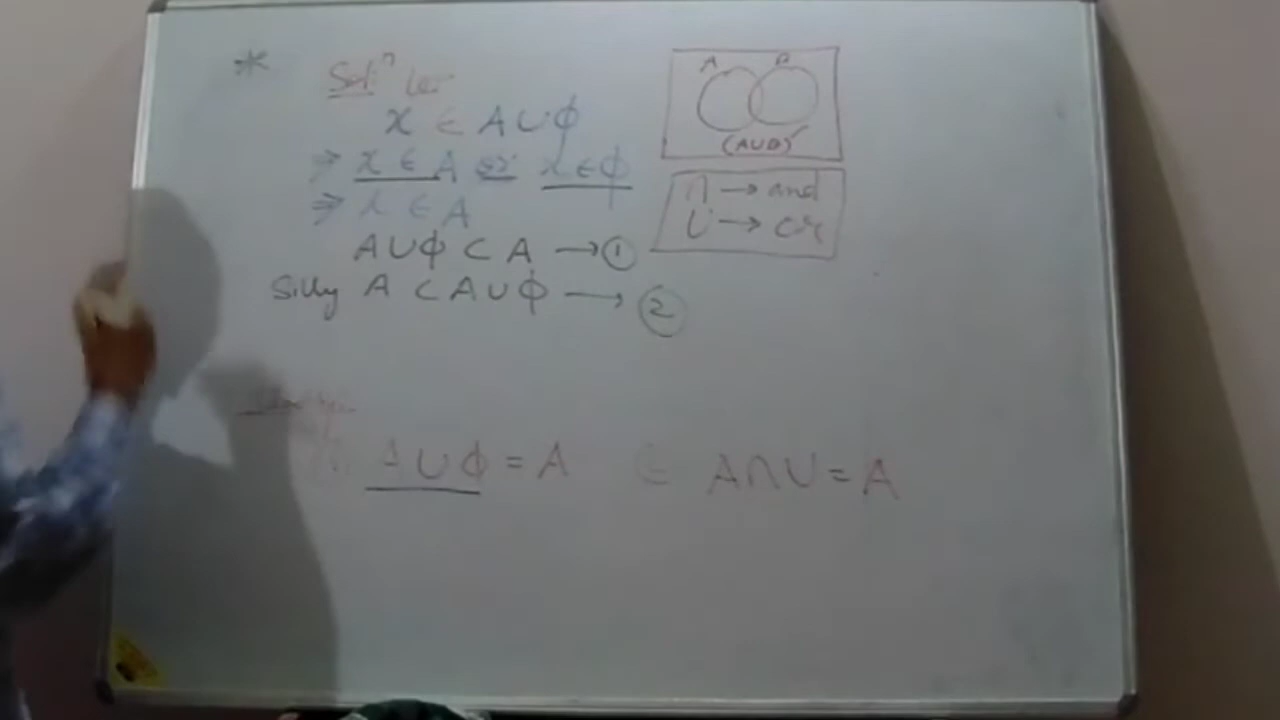 *
Solⁿ Let
x ∈ A ∪ ϕ
⇒ x ∈ A or x ∈ ϕ
⇒ x ∈ A
A ∪ ϕ ⊂ A → ①
Silly A ⊂ A ∪ ϕ → ②
A B
(A∪B)
∩ → and
∪ → or
A ∪ ϕ = A
A ∩ U = A